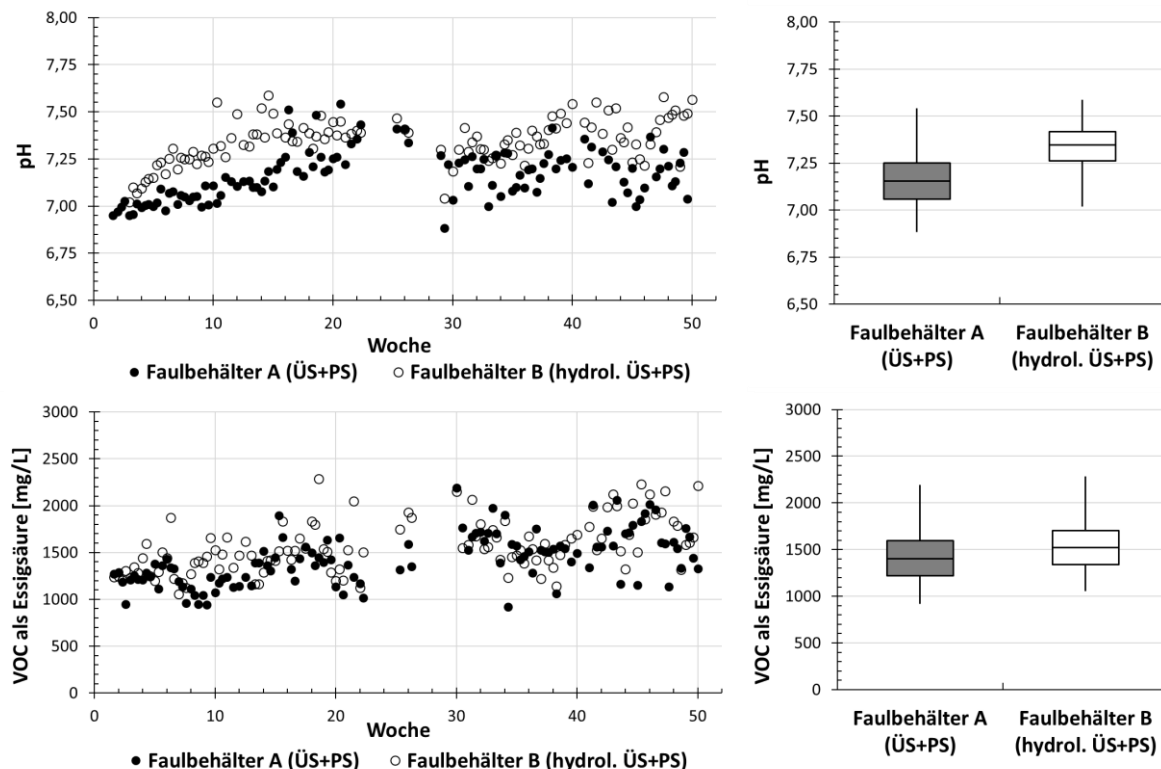 8,00
7,75
7,50
7,25
7,00
6,75
6,50
pH
0 10 20 30 40 50
Woche
● Faulbehälter A (ÜS+PS) ○ Faulbehälter B (hydrol. ÜS+PS)
8,00
7,75
7,50
7,25
7,00
6,75
6,50
pH
Faulbehälter A Faulbehälter B
(ÜS+PS) (hydrol. ÜS+PS)
3000
2500
2000
1500
1000
500
0
VOC als Essigsäure [mg/L]
0 10 20 30 40 50
Woche
● Faulbehälter A (ÜS+PS) ○ Faulbehälter B (hydrol. ÜS+PS)
3000
2500
2000
1500
1000
500
0
VOC als Essigsäure [mg/L]
Faulbehälter A Faulbehälter B
(ÜS+PS) (hydrol. ÜS+PS)